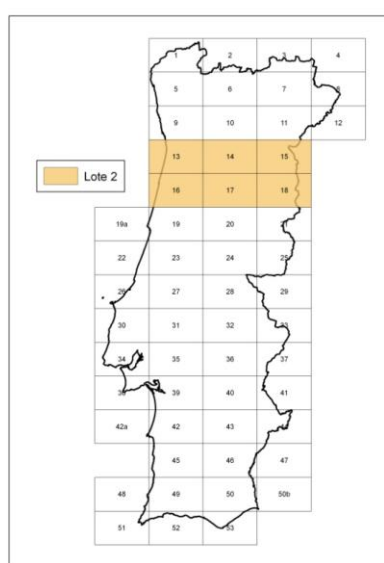 1 2 3 4
5 6 7 8
9 10 11 12
13 14 15
Lote 2
16 17 18
19a 19 20 21
22 23 24 25
26 27 28 29
30 31 32 33
34 35 36 37
38 39 40 41
42a 42 43
45 46 47
48 49 50 50b
51 52 53